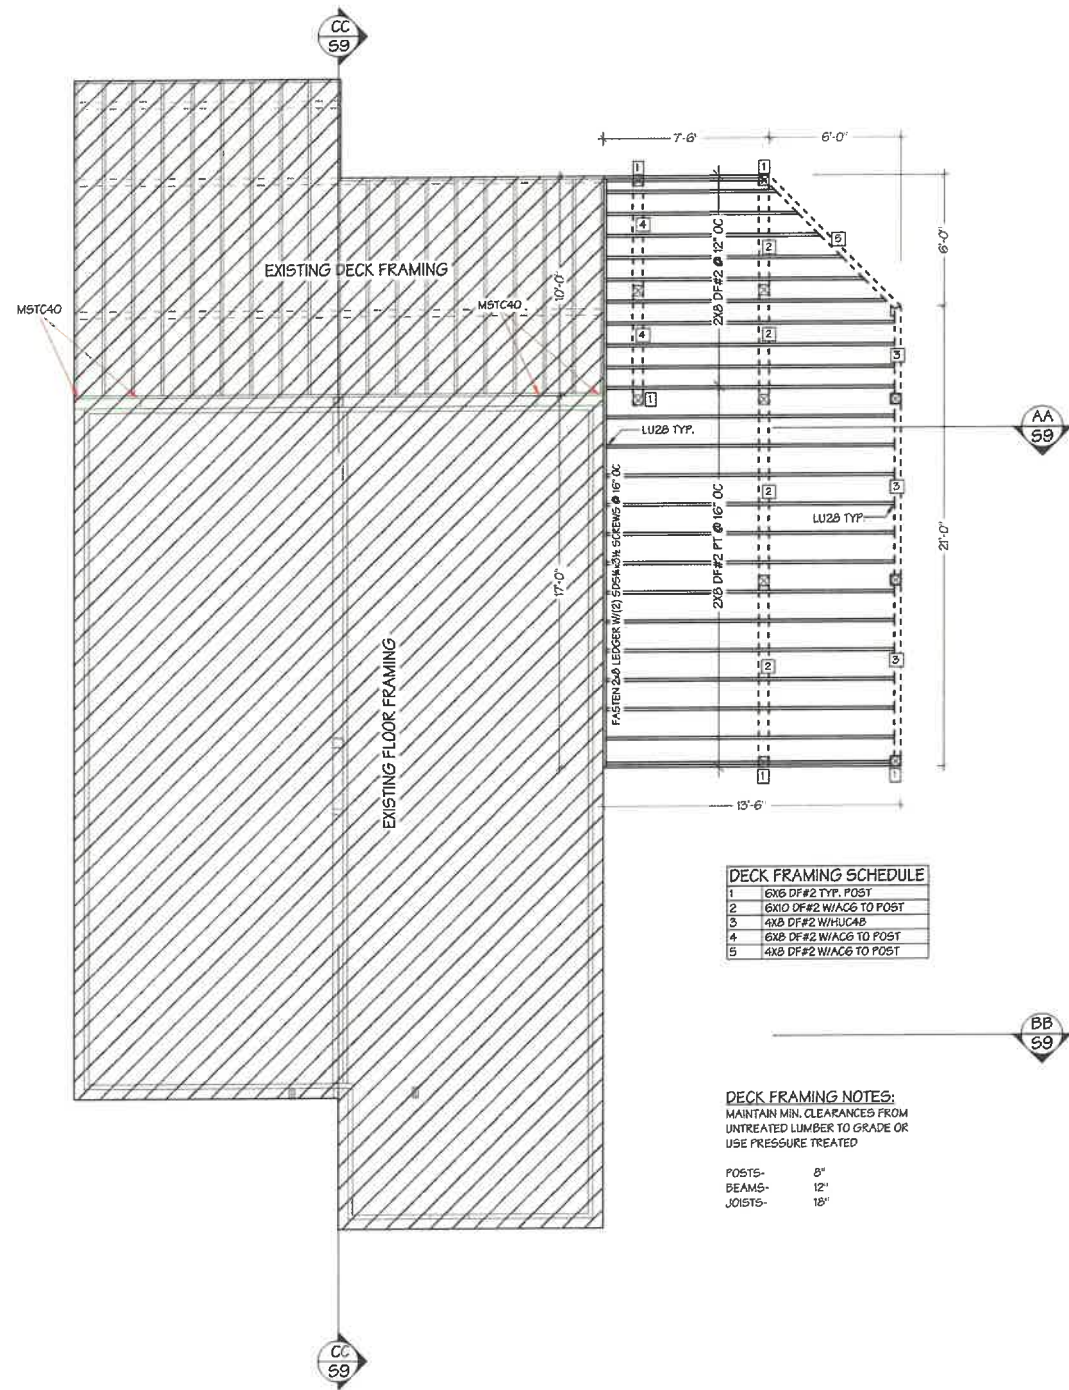 CC
S9
7'-6"
6'-0"
1
1
4
2
5
6'-0"
EXISTING DECK FRAMING
10'-0"
2X8 DF#2 @ 12" OC
MSTC40
MSTC40
4
2
3
1
AA
S9
LU28 TYP.
FASTEN 2x8 LEDGER W/(2) SDS¼x3½ SCREWS @ 16" OC
2X8 DF#2 PT @ 16" OC
2
3
LU28 TYP.
21'-0"
17'-0"
EXISTING FLOOR FRAMING
2
3
1
1
13'-6"
DECK FRAMING SCHEDULE
1 6X6 DF#2 TYP. POST
2 6X10 DF#2 W/AC6 TO POST
3 4X8 DF#2 W/HUC48
4 6X8 DF#2 W/AC6 TO POST
5 4X8 DF#2 W/AC6 TO POST
BB
S9
DECK FRAMING NOTES:
MAINTAIN MIN. CLEARANCES FROM
UNTREATED LUMBER TO GRADE OR
USE PRESSURE TREATED
POSTS- 8"
BEAMS- 12"
JOISTS- 18"
CC
S9